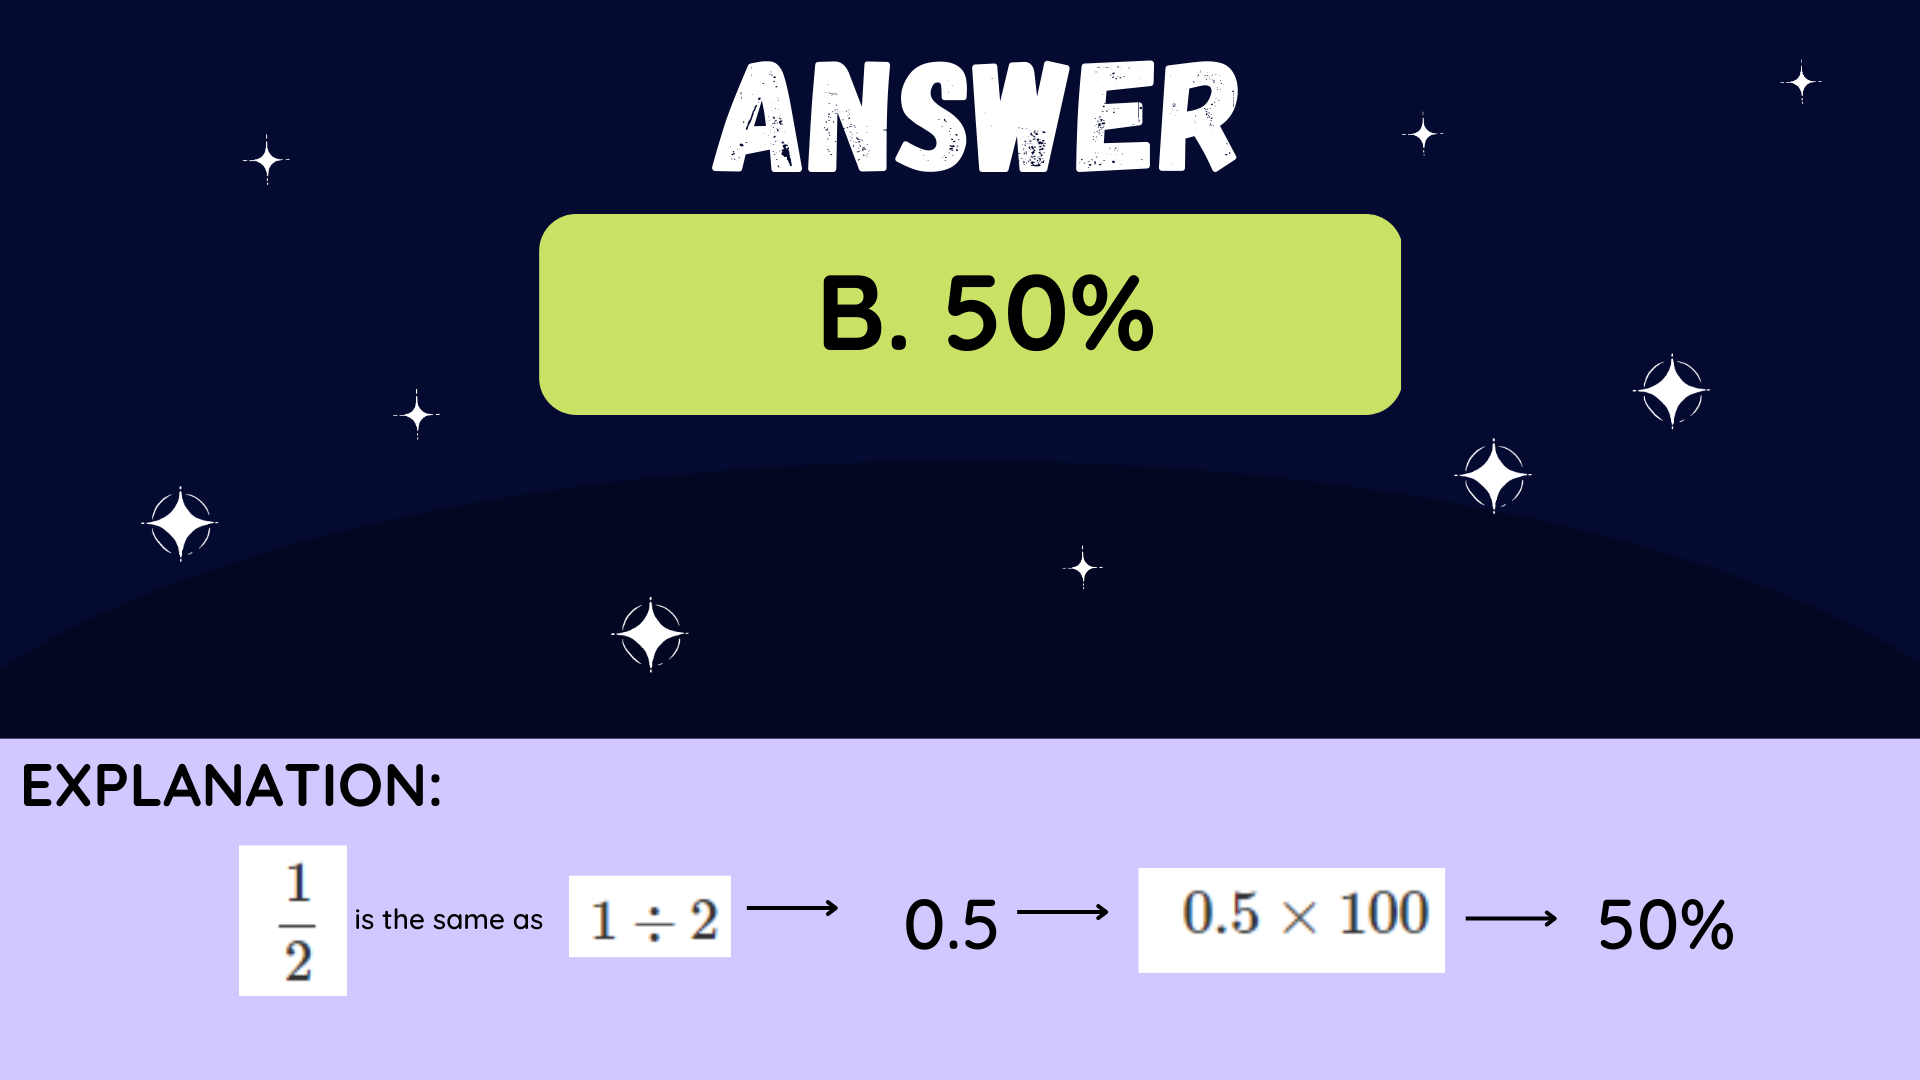 ANSWER
B. 50%
EXPLANATION:
1/2 is the same as 1 ÷ 2 → 0.5 → 0.5 × 100 → 50%